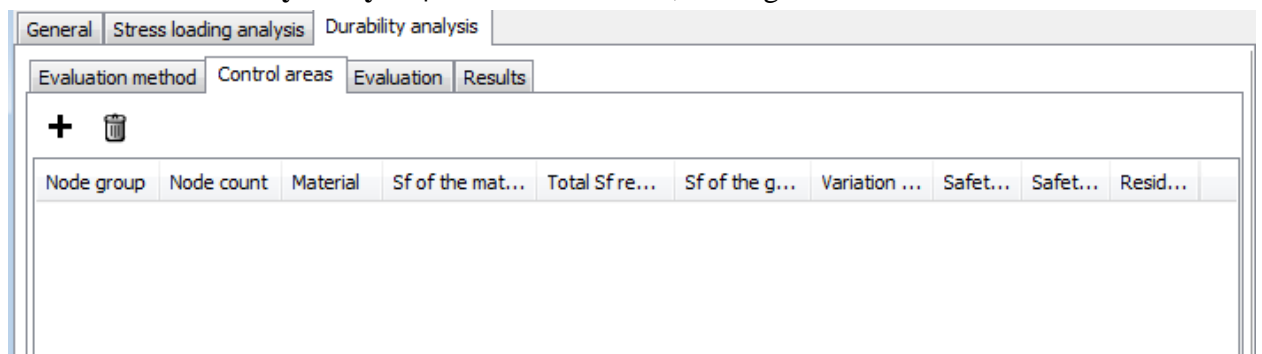 General Stress loading analysis Durability analysis
Evaluation method Control areas Evaluation Results
Node group Node count Material Sf of the mat... Total Sf re... Sf of the g... Variation ... Safet... Safet... Resid...